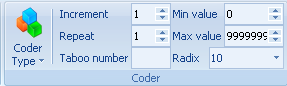 Increment 1 Min value 0
Coder Type Repeat 1 Max value 9999999
Taboo number Radix 10
Coder